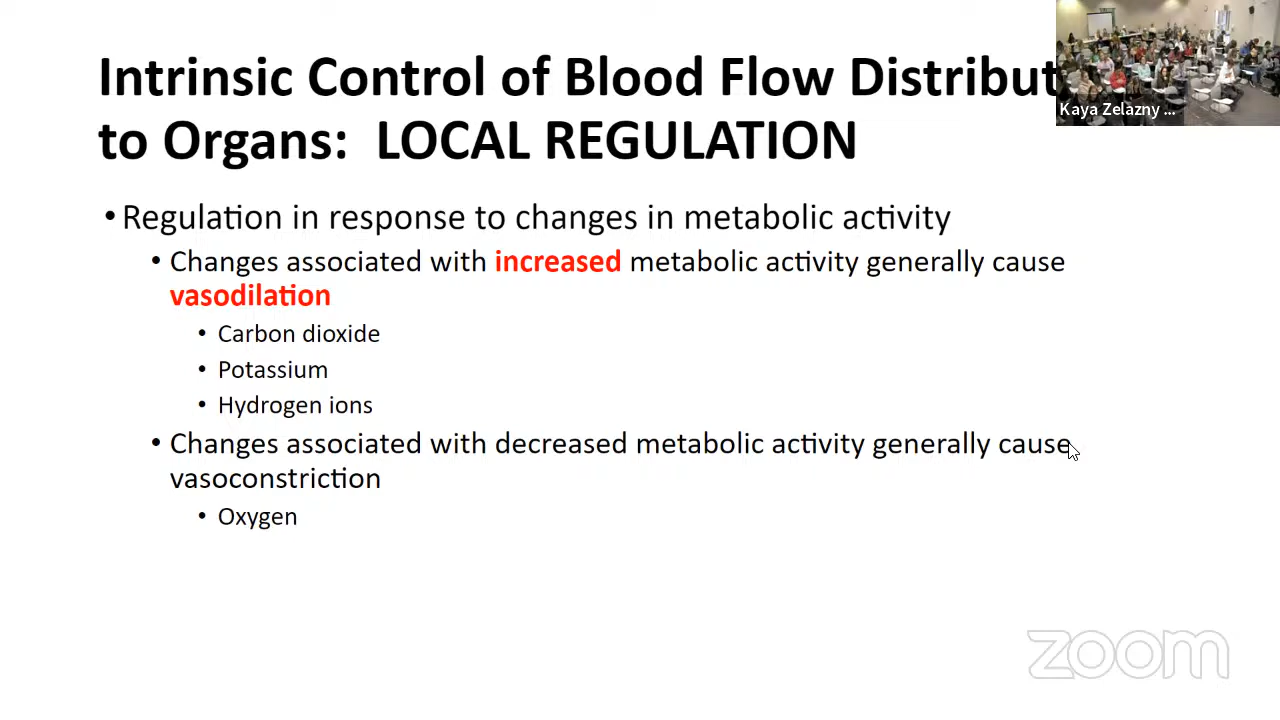 Intrinsic Control of Blood Flow Distribut
to Organs: LOCAL REGULATION
Kaya Zelazny ...
• Regulation in response to changes in metabolic activity
• Changes associated with increased metabolic activity generally cause
vasodilation
• Carbon dioxide
• Potassium
• Hydrogen ions
• Changes associated with decreased metabolic activity generally cause
vasoconstriction
• Oxygen
zoom